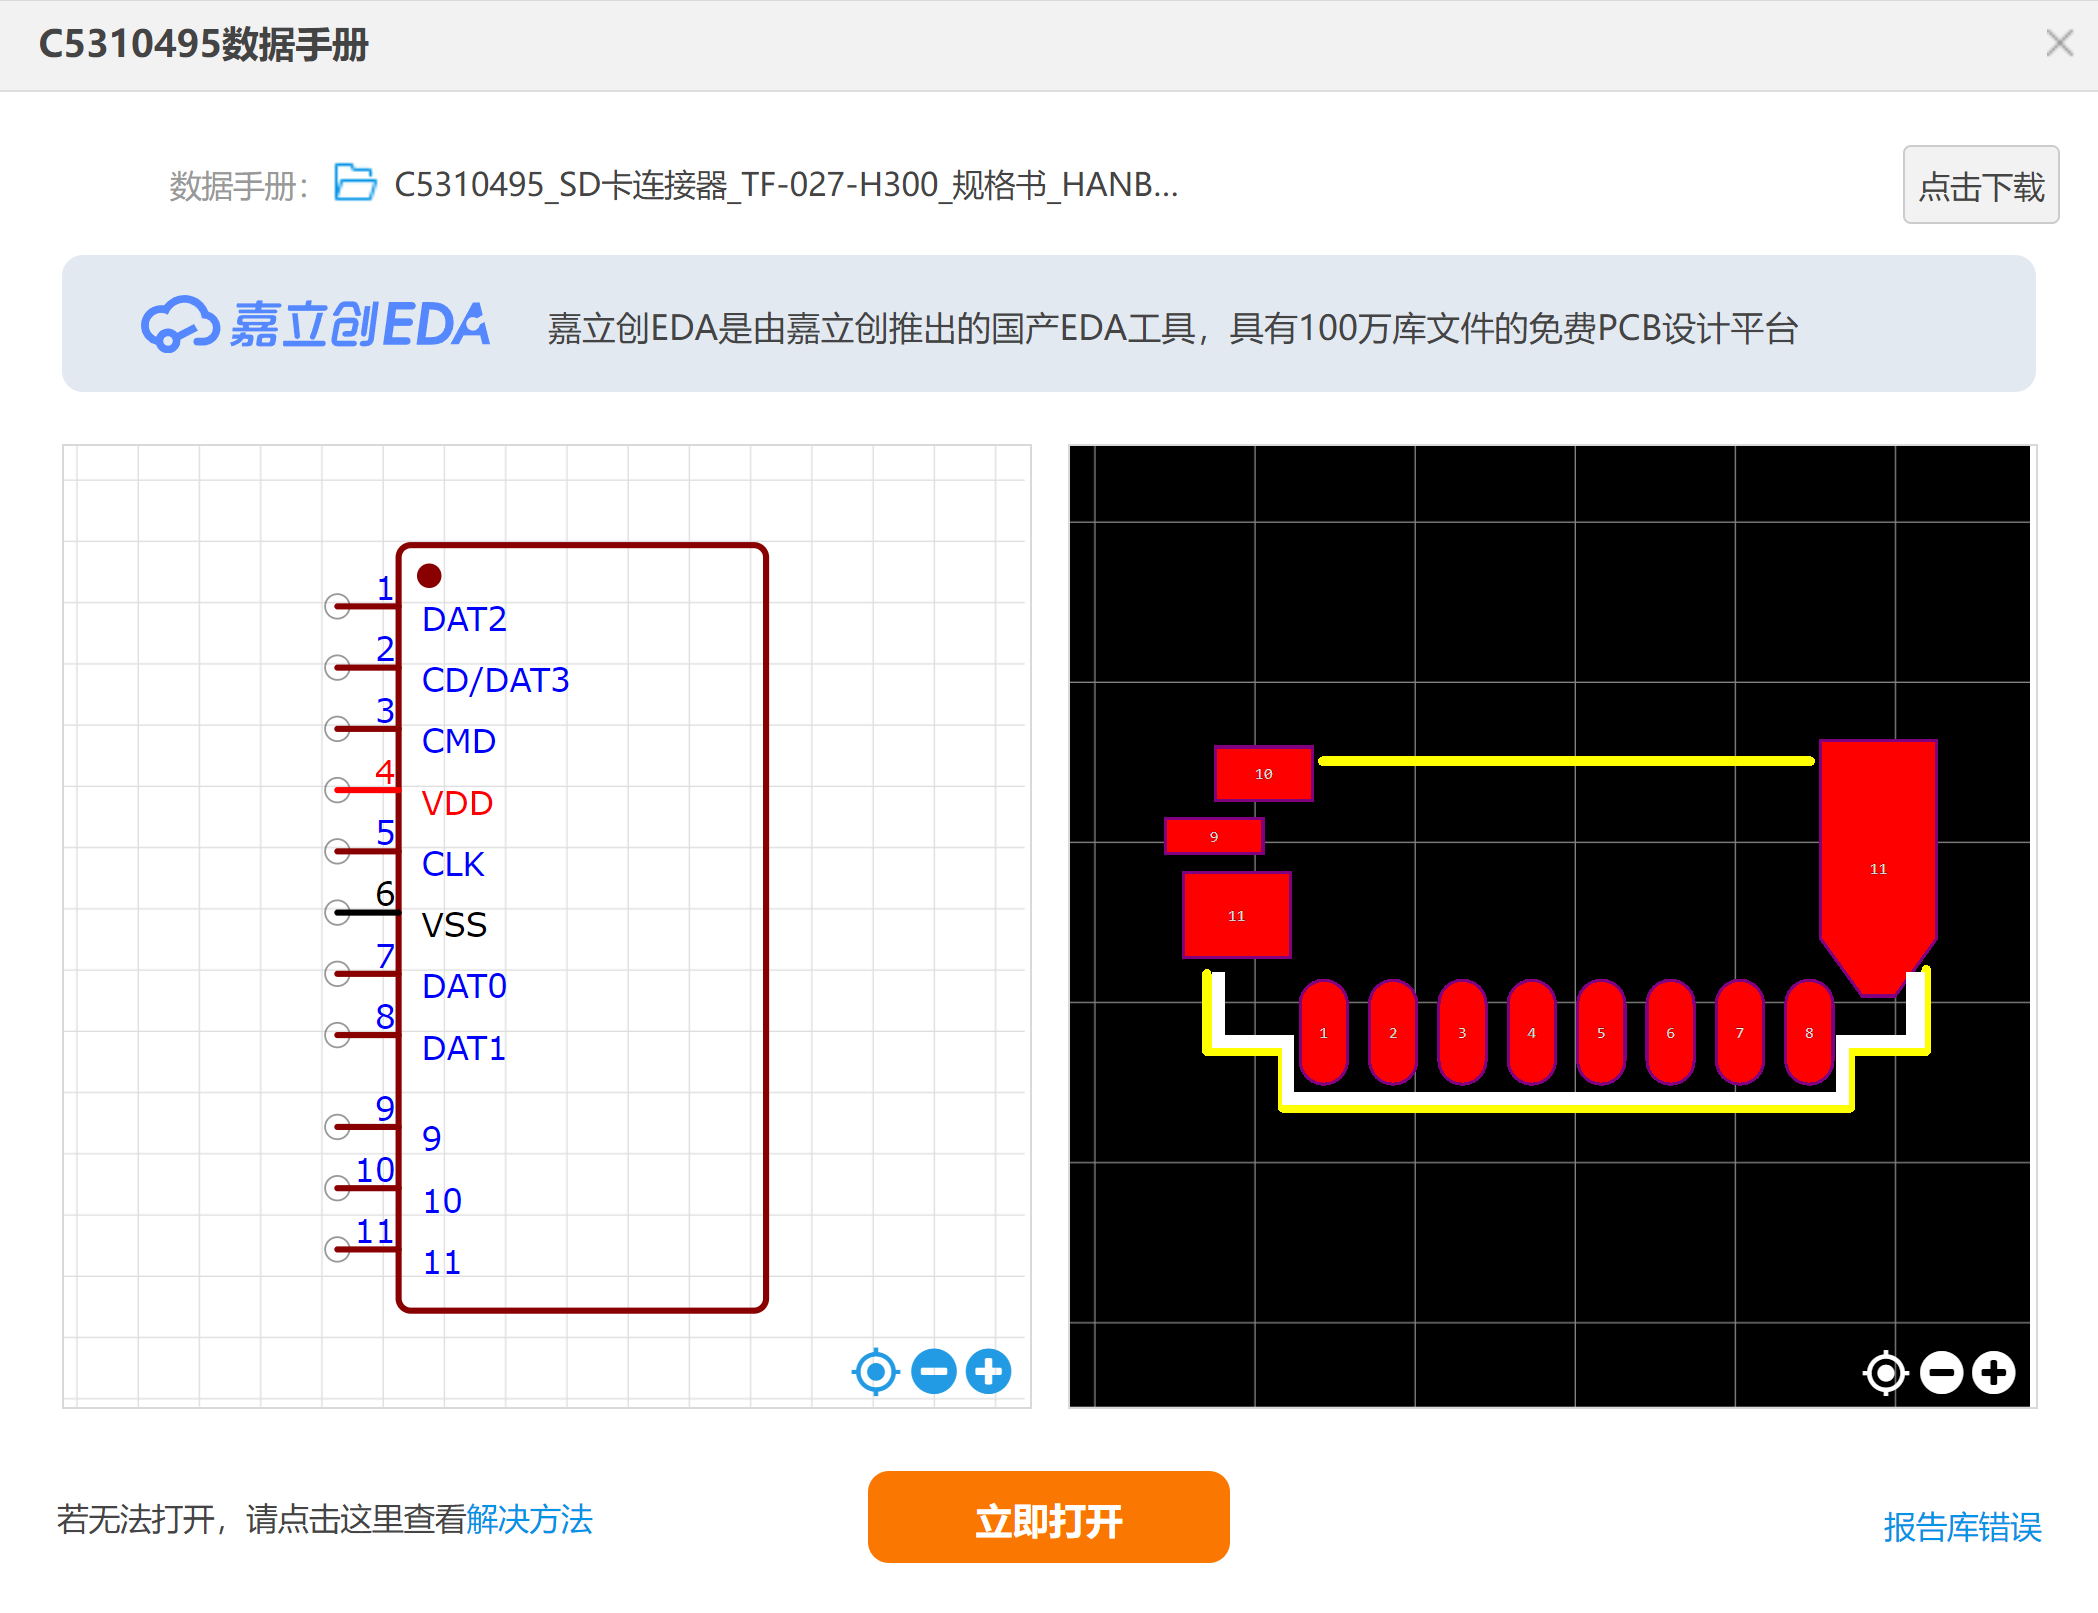 C5310495数据手册
数据手册： C5310495_SD卡连接器_TF-027-H300_规格书_HANB...
点击下载
嘉立创EDA
嘉立创EDA是由嘉立创推出的国产EDA工具，具有100万库文件的免费PCB设计平台
1
DAT2
2
CD/DAT3
3
CMD
4
VDD
5
CLK
6
VSS
7
DAT0
8
DAT1
9
9
10
10
11
11
10
9
11
11
1 2 3 4 5 6 7 8
若无法打开，请点击这里查看解决方法
立即打开
报告库错误